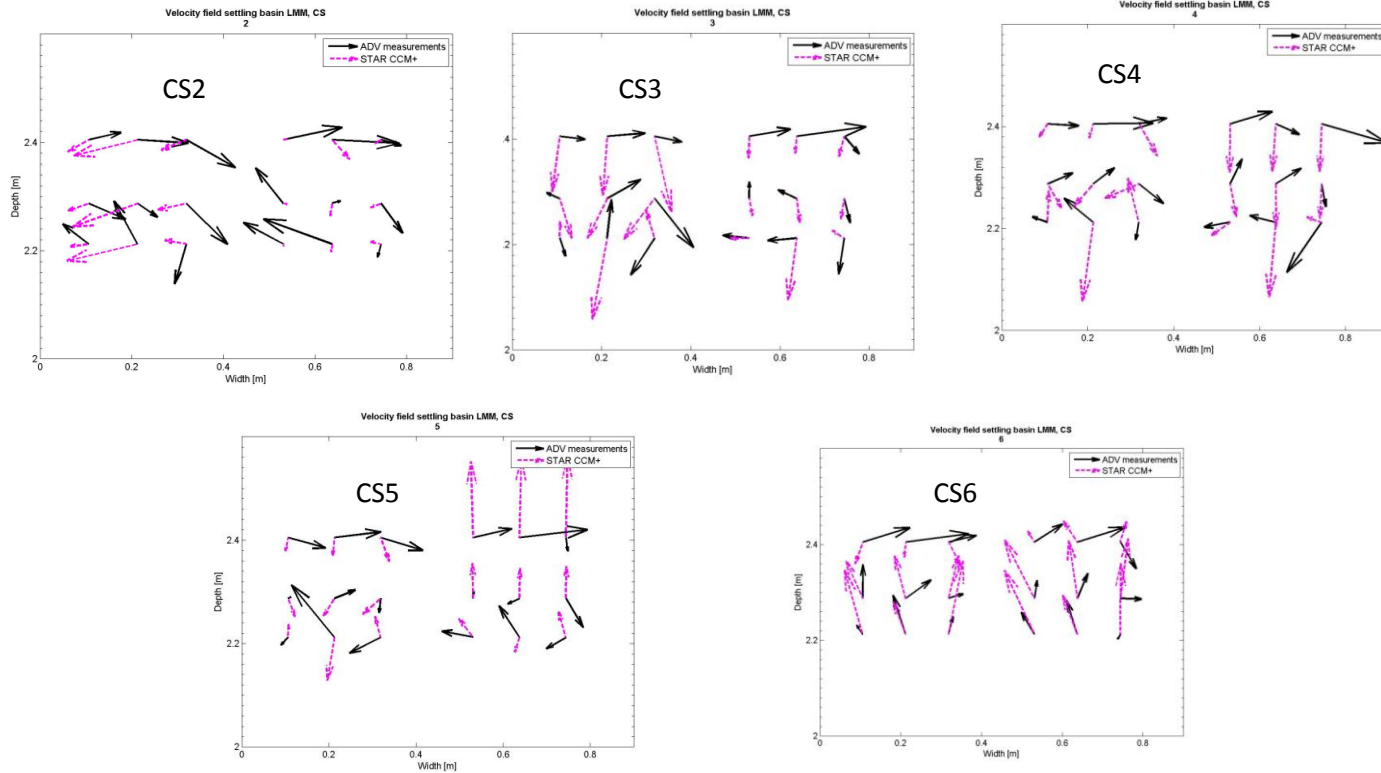 Velocity field settling basin LMM, CS
2
ADV measurements
STAR CCM+
CS2
2.4
2.2
2
Depth [m]
0 0.2 0.4 0.6 0.8
Width [m]
Velocity field settling basin LMM, CS
3
ADV measurements
STAR CCM+
CS3
.4
.2
2
0 0.2 0.4 0.6 0.8
Width [m]
Velocity field settling basin LMM, CS
4
ADV measurements
STAR CCM+
CS4
2.4
2.2
2
Depth [m]
0 0.2 0.4 0.6 0.8
Width [m]
Velocity field settling basin LMM, CS
5
ADV measurements
STAR CCM+
CS5
2.4
2.2
2
Depth [m]
0 0.2 0.4 0.6 0.8
Width [m]
Velocity field settling basin LMM, CS
6
ADV measurements
STAR CCM+
CS6
2.4
2.2
2
Depth [m]
0 0.2 0.4 0.6 0.8
Width [m]